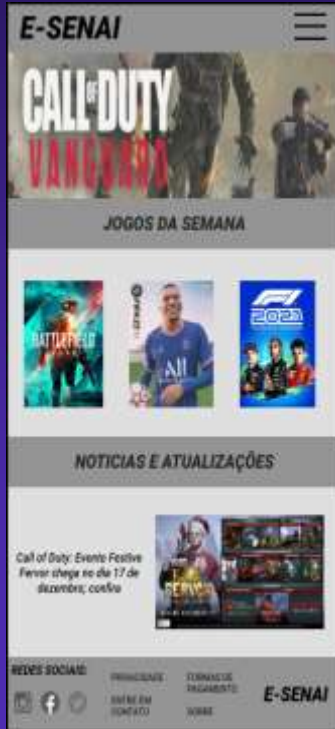 E-SENAI
CALL OF DUTY
VANGUARD
JOGOS DA SEMANA
BATTLEFIELD
F1
2021
All
NOTICIAS E ATUALIZAÇÕES
Call of Duty: Evento Festive
Fervor chega no dia 17 de
dezembro; confira
REDES SOCIAIS:
PRIVACIDADE
ENTRE EM
CONTATO
FORMAS DE
PAGAMENTO
SOBRE
E-SENAI